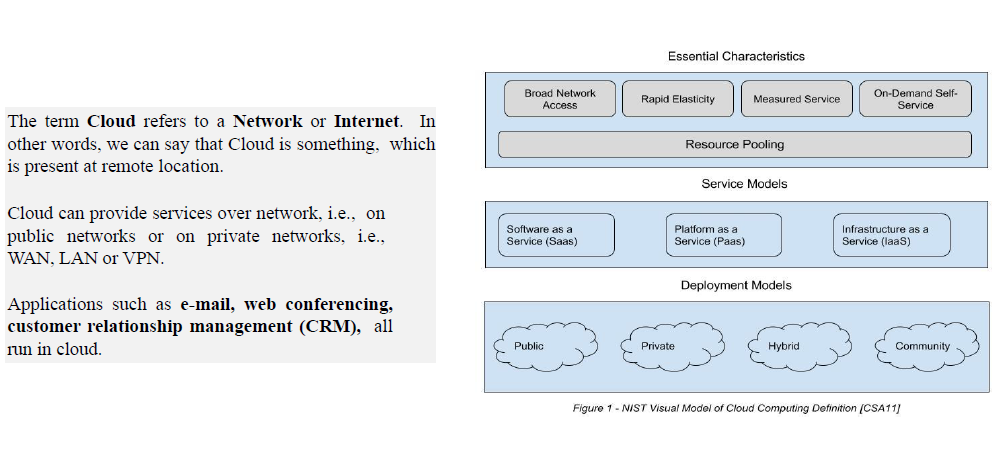 The term Cloud refers to a Network or Internet. In
other words, we can say that Cloud is something, which
is present at remote location.
Cloud can provide services over network, i.e., on
public networks or on private networks, i.e.,
WAN, LAN or VPN.
Applications such as e-mail, web conferencing,
customer relationship management (CRM), all
run in cloud.
Essential Characteristics
Broad Network
Access
Rapid Elasticity
Measured Service
On-Demand Self-
Service
Resource Pooling
Service Models
Software as a
Service (Saas)
Platform as a
Service (Paas)
Infrastructure as a
Service (IaaS)
Deployment Models
Public
Private
Hybrid
Community
Figure 1 - NIST Visual Model of Cloud Computing Definition [CSA11]